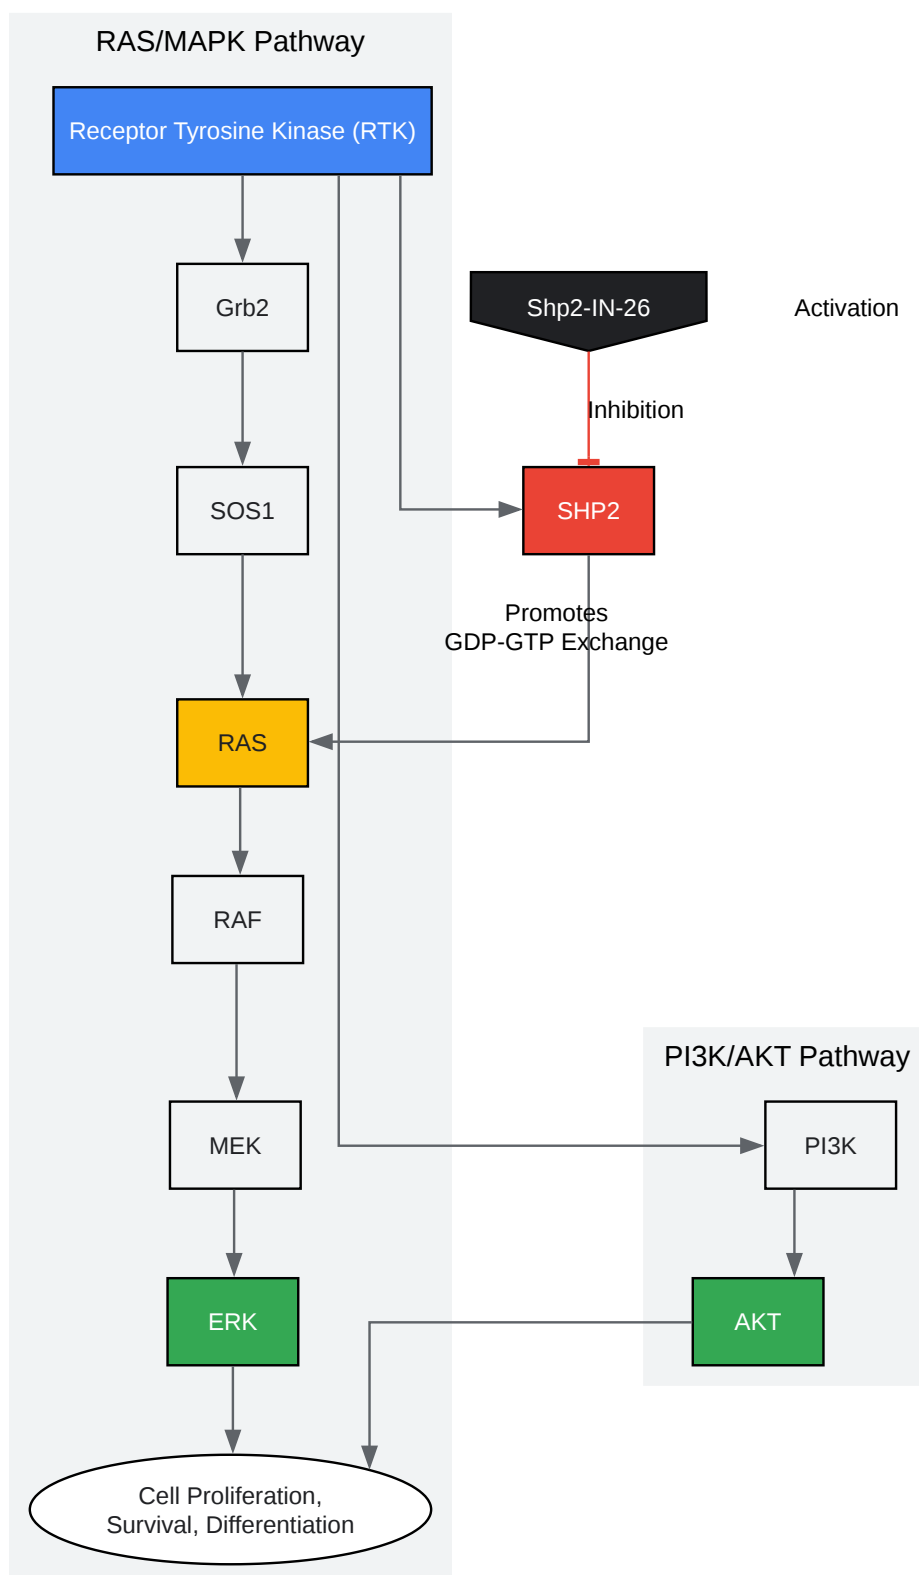 RAS/MAPK Pathway
Receptor Tyrosine Kinase (RTK)
Grb2
Shp2-IN-26
Activation
Inhibition
SOS1
SHP2
Promotes
GDP-GTP Exchange
RAS
RAF
PI3K/AKT Pathway
MEK
PI3K
ERK
AKT
Cell Proliferation,
Survival, Differentiation